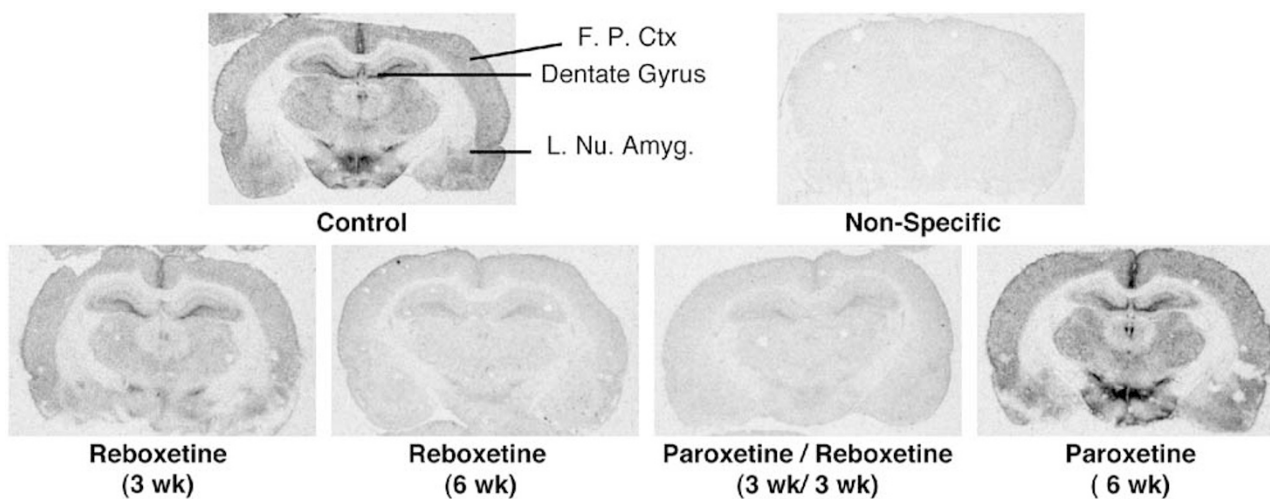 F. P. Ctx
Dentate Gyrus
L. Nu. Amyg.
Control
Non-Specific
Reboxetine
(3 wk)
Reboxetine
(6 wk)
Paroxetine / Reboxetine
(3 wk/ 3 wk)
Paroxetine
( 6 wk)